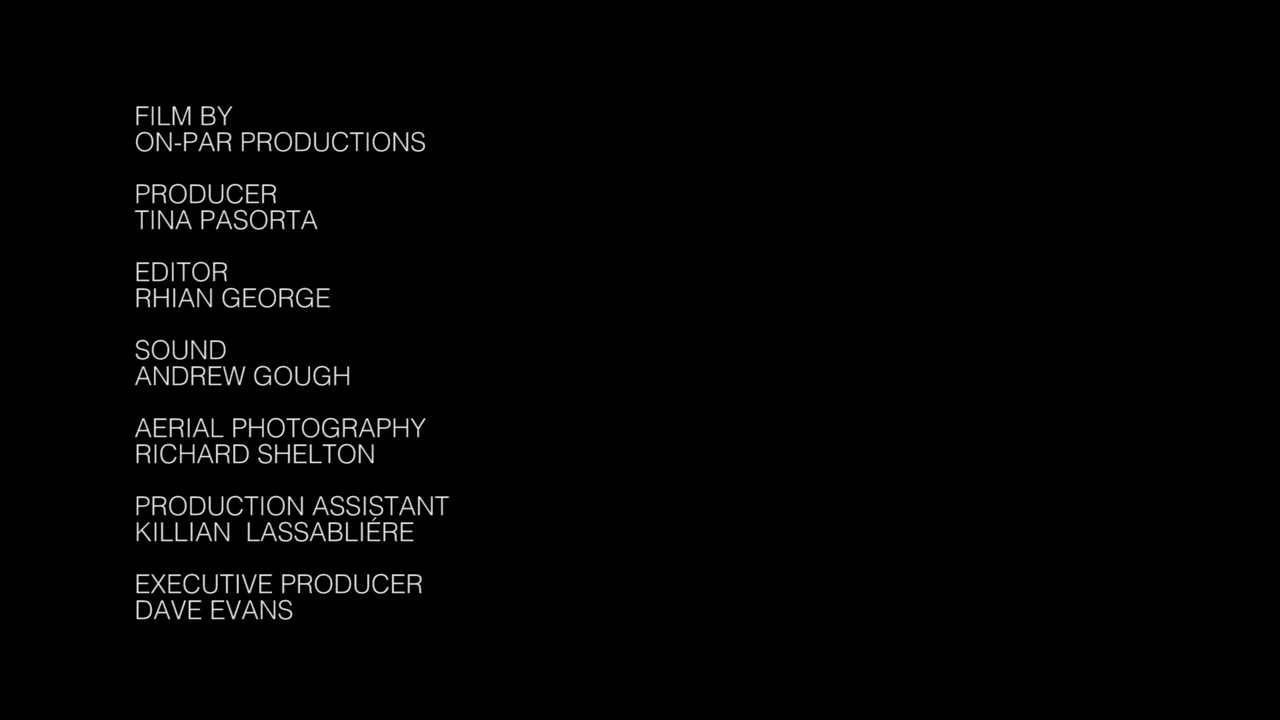 FILM BY
ON-PAR PRODUCTIONS
PRODUCER
TINA PASORTA
EDITOR
RHIAN GEORGE
SOUND
ANDREW GOUGH
AERIAL PHOTOGRAPHY
RICHARD SHELTON
PRODUCTION ASSISTANT
KILLIAN  LASSABLIÉRE
EXECUTIVE PRODUCER
DAVE EVANS